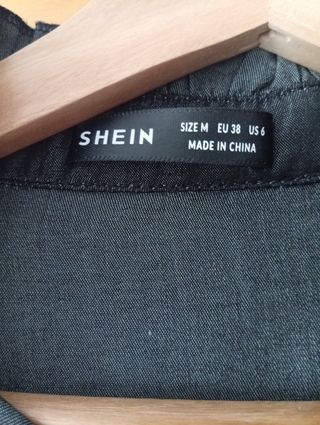 SHEIN
SIZE M EU 38 US 6
MADE IN CHINA